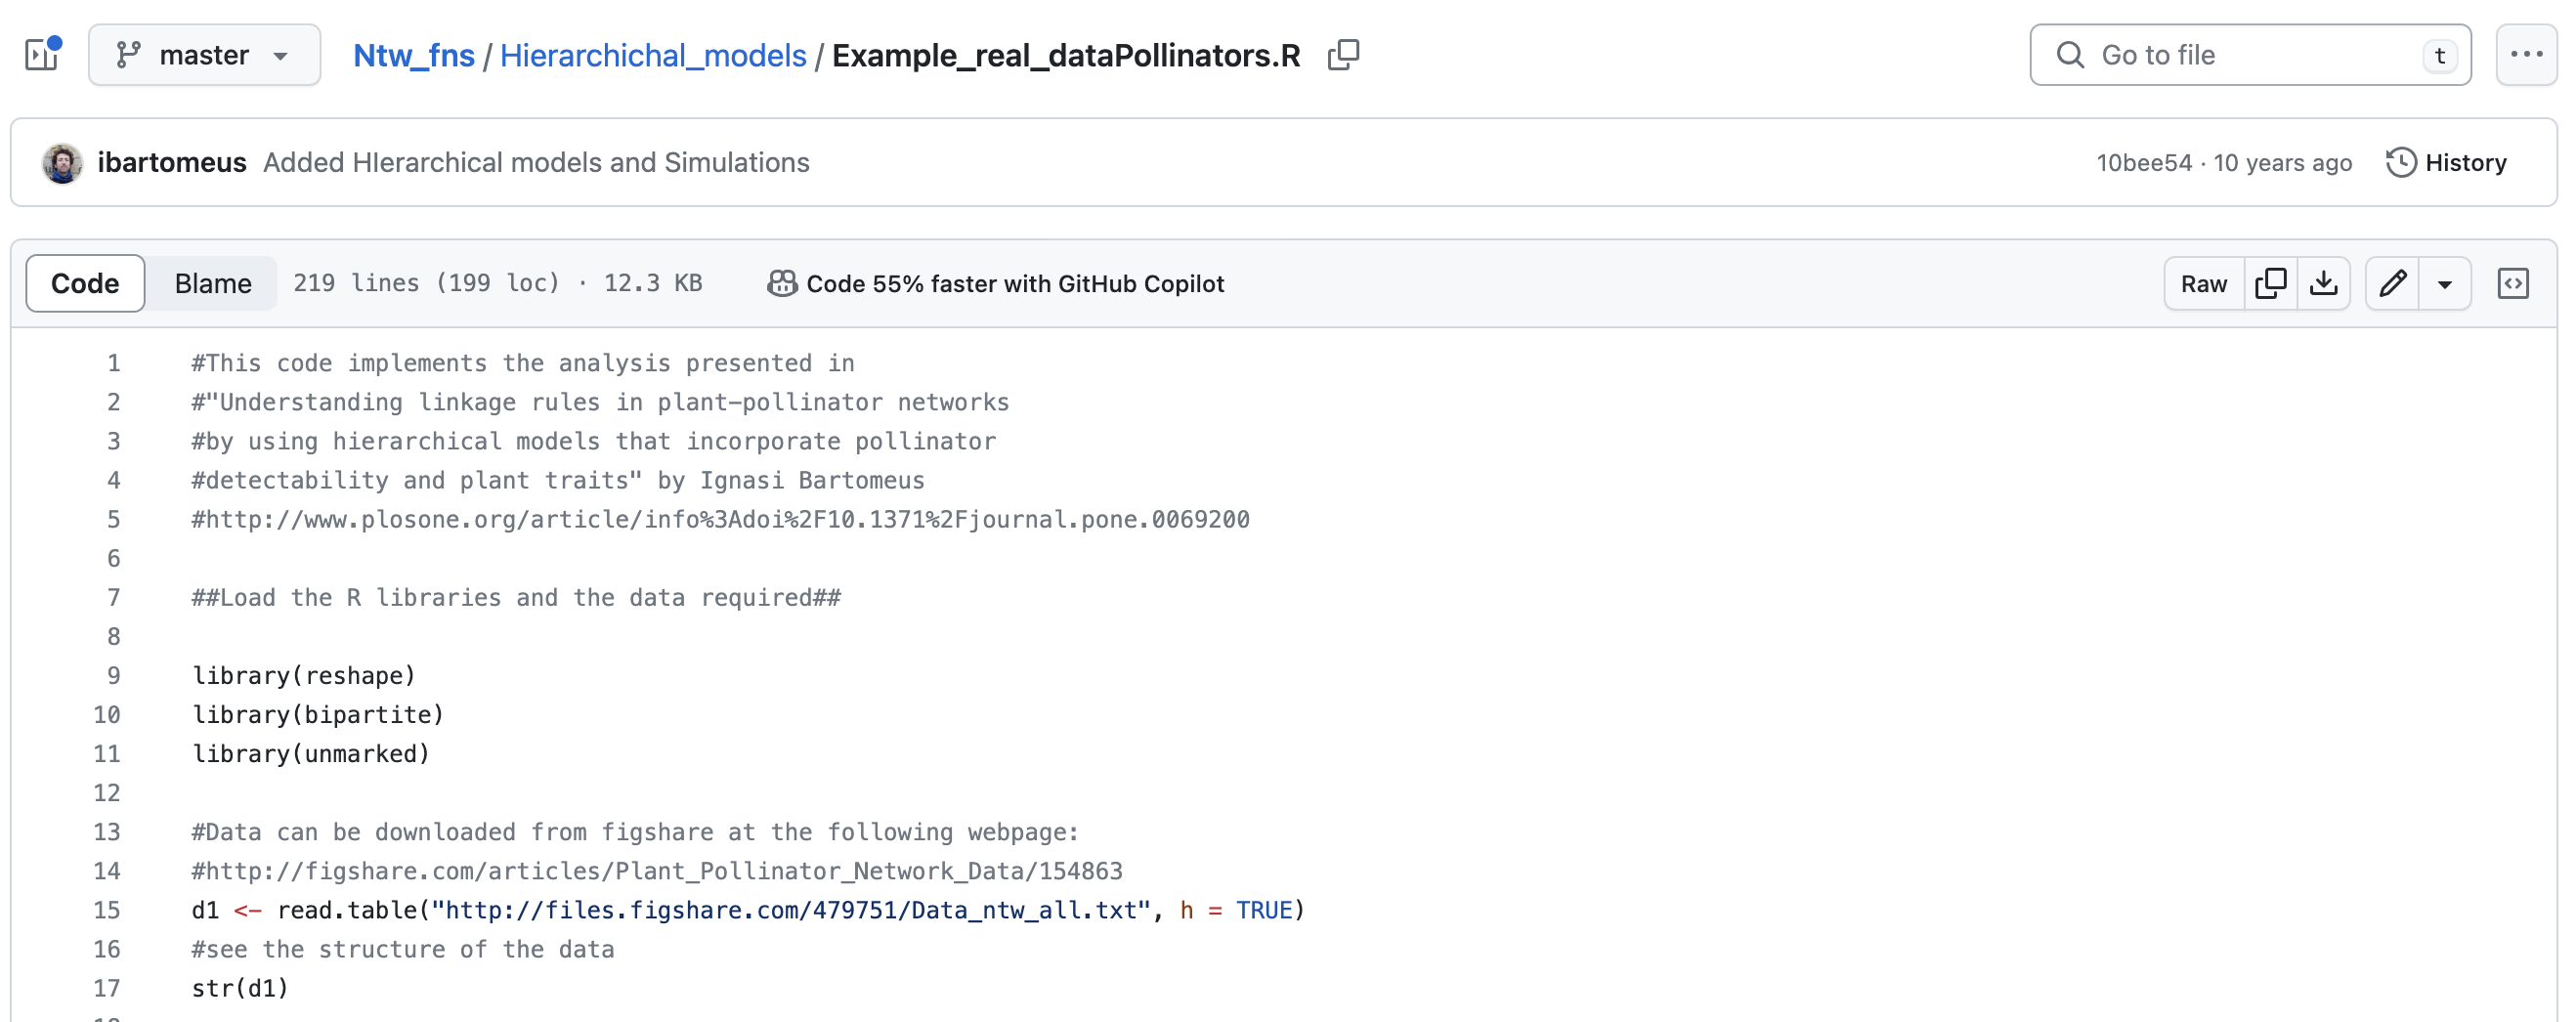 master Ntw_fns / Hierarchichal_models / Example_real_dataPollinators.R Go to file t
ibartomeus Added HIerarchical models and Simulations 10bee54 · 10 years ago History
Code Blame 219 lines (199 loc) · 12.3 KB Code 55% faster with GitHub Copilot Raw
1 #This code implements the analysis presented in
2 #"Understanding linkage rules in plant-pollinator networks
3 #by using hierarchical models that incorporate pollinator
4 #detectability and plant traits" by Ignasi Bartomeus
5 #http://www.plosone.org/article/info%3Adoi%2F10.1371%2Fjournal.pone.0069200
6
7 ##Load the R libraries and the data required##
8
9 library(reshape)
10 library(bipartite)
11 library(unmarked)
12
13 #Data can be downloaded from figshare at the following webpage:
14 #http://figshare.com/articles/Plant_Pollinator_Network_Data/154863
15 d1 <- read.table("http://files.figshare.com/479751/Data_ntw_all.txt", h = TRUE)
16 #see the structure of the data
17 str(d1)